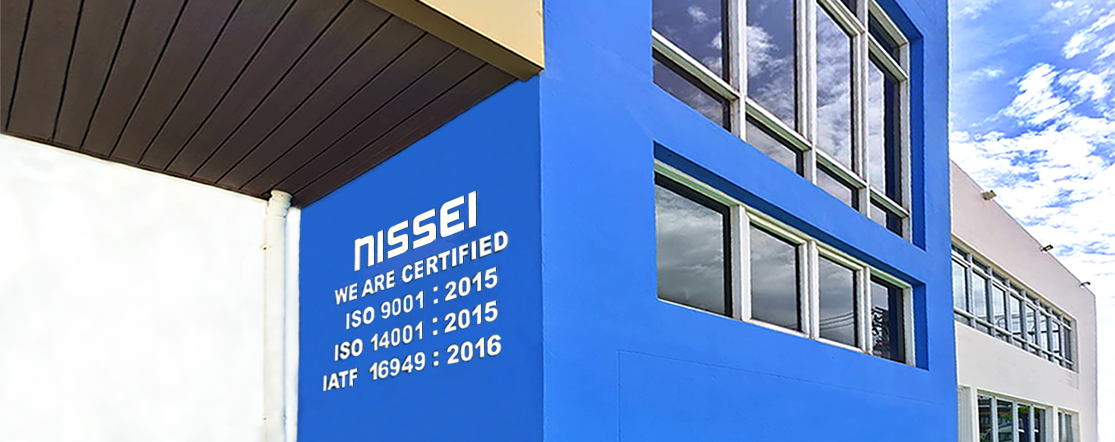 NISSEI
WE ARE CERTIFIED
ISO 9001 : 2015
ISO 14001 : 2015
IATF 16949 : 2016